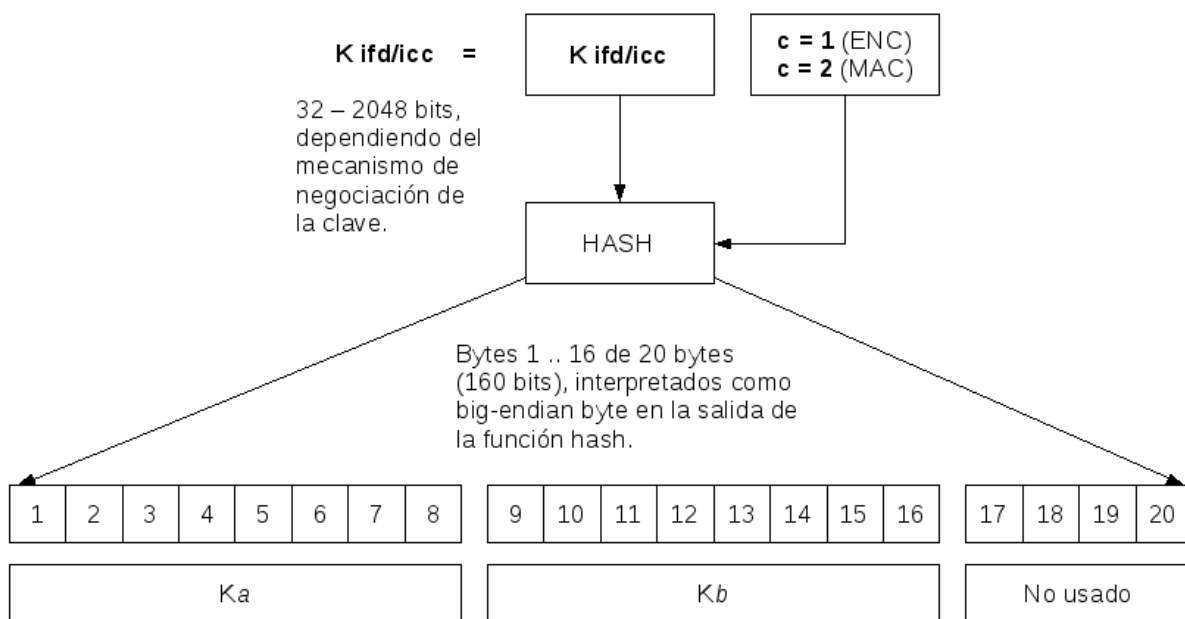 K ifd/icc =
K ifd/icc
c = 1 (ENC)
c = 2 (MAC)
32 – 2048 bits,
dependiendo del
mecanismo de
negociación de
la clave.
HASH
Bytes 1 .. 16 de 20 bytes
(160 bits), interpretados como
big-endian byte en la salida de
la función hash.
1 2 3 4 5 6 7 8 9 10 11 12 13 14 15 16 17 18 19 20
Ka Kb No usado